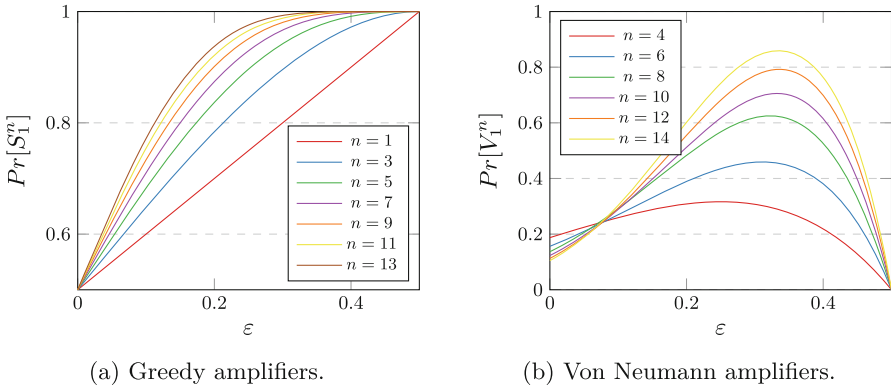 1
0.8
0.6
0
0.2
0.4
Pr[S₁ⁿ]
ε
n = 1
n = 3
n = 5
n = 7
n = 9
n = 11
n = 13
(a) Greedy amplifiers.
1
0.8
0.6
0.4
0.2
0
0
0.2
0.4
Pr[V₁ⁿ]
ε
n = 4
n = 6
n = 8
n = 10
n = 12
n = 14
(b) Von Neumann amplifiers.